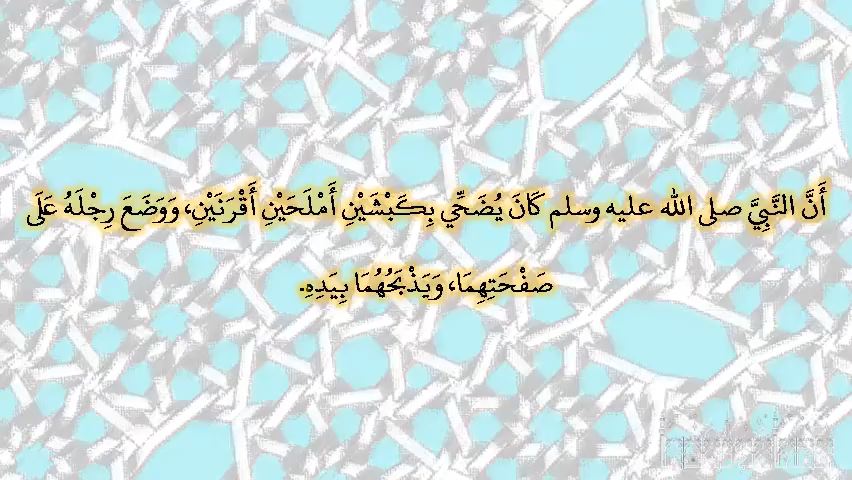 أَنَّ النَّبِيَّ صلى الله عليه وسلم كَانَ يُضَحِّي بِكَبْشَيْنِ أَمْلَحَيْنِ أَقْرَنَيْنِ، وَوَضَعَ رِجْلَهُ عَلَى
صَفْحَتِهِمَا، وَيَذْبَحُهُمَا بِيَدِهِ.